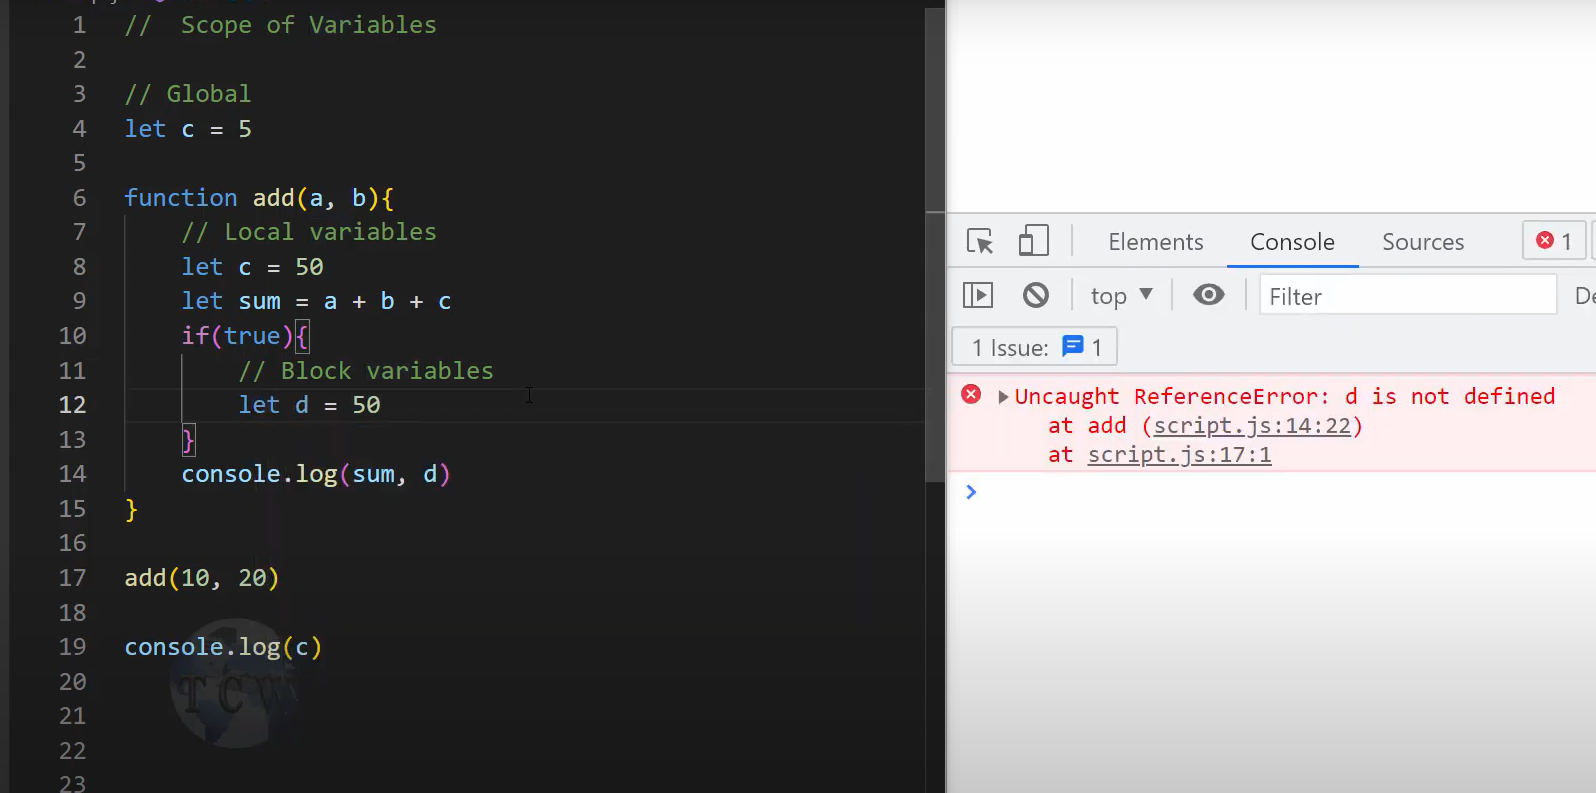 1 //  Scope of Variables
2
3 // Global
4 let c = 5
5
6 function add(a, b){
7     // Local variables
8     let c = 50
9     let sum = a + b + c
10     if(true){
11         // Block variables
12         let d = 50
13     }
14     console.log(sum, d)
15 }
16
17 add(10, 20)
18
19 console.log(c)
20
21
22
23
TCW
Elements Console Sources 1
top Filter De
1 Issue: 1
Uncaught ReferenceError: d is not defined
at add (script.js:14:22)
at script.js:17:1